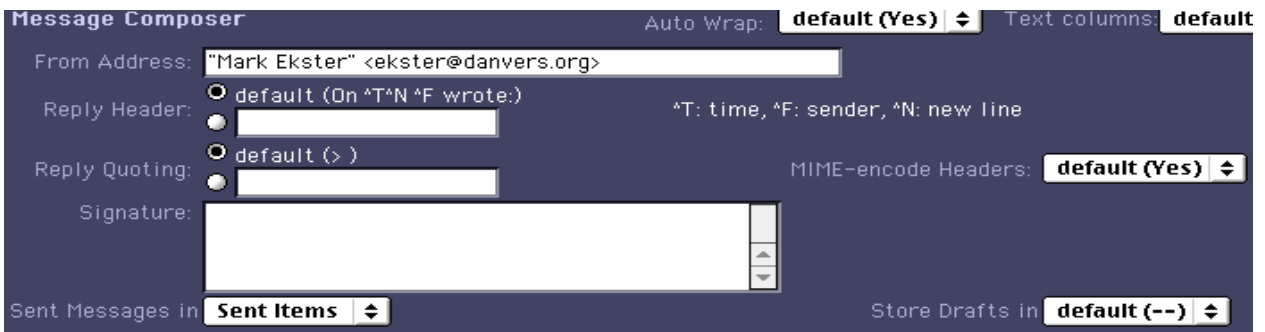 Message Composer Auto Wrap: default (Yes) Text columns: default
From Address: "Mark Ekster" <ekster@danvers.org>
Reply Header: default (On ^T^N ^F wrote:) ^T: time, ^F: sender, ^N: new line
Reply Quoting: default (> ) MIME-encode Headers: default (Yes)
Signature:
Sent Messages in Sent Items Store Drafts in default (--)